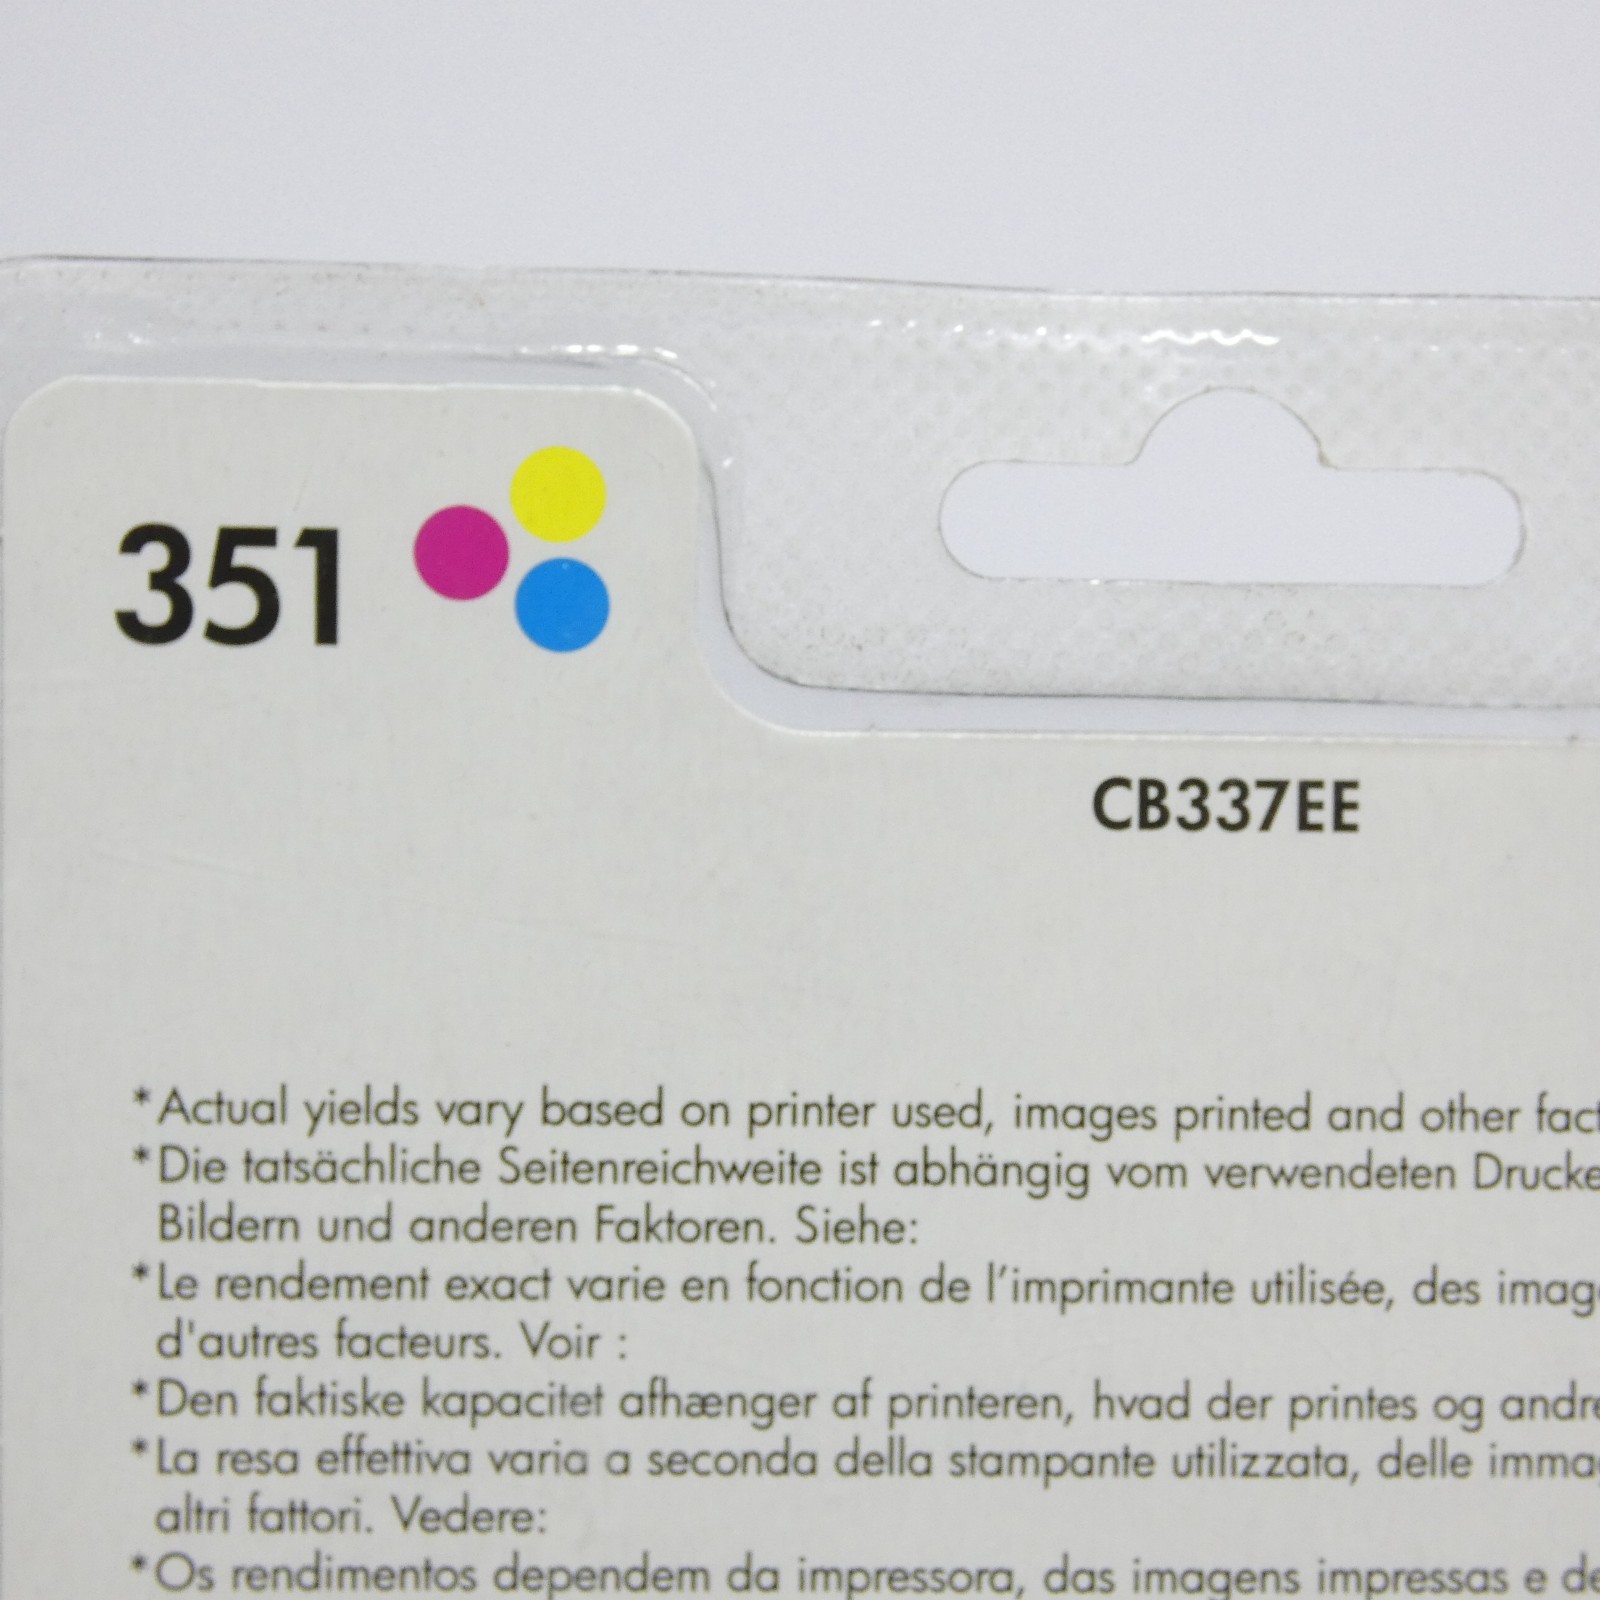 351
CB337EE
*Actual yields vary based on printer used, images printed and other
*Die tatsächliche Seitenreichweite ist abhängig vom verwendeten
Bildern und anderen Faktoren. Siehe:
*Le rendement exact varie en fonction de l'imprimante utilisée, des
d'autres facteurs. Voir :
*Den faktiske kapacitet afhænger af printeren, hvad der printes og
*La resa effettiva varia a seconda della stampante utilizzata, delle
altri fattori. Vedere:
*Os rendimentos dependem da impressora, das imagens impressas e